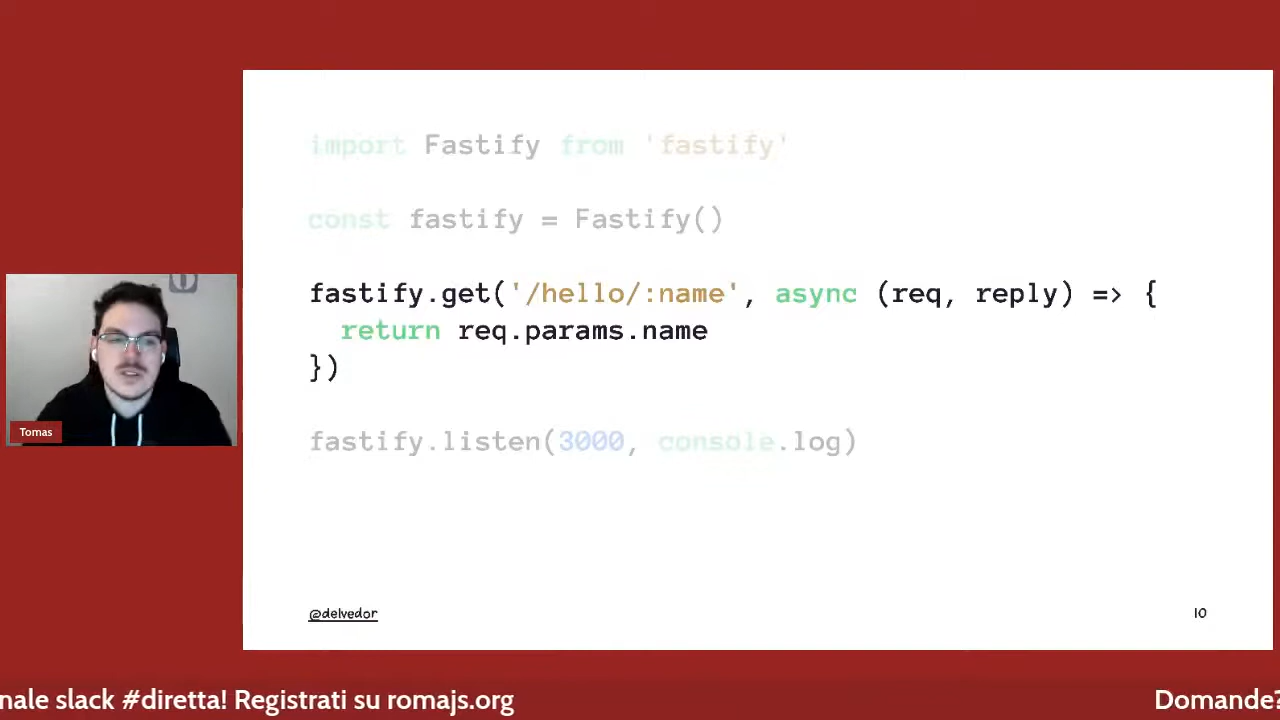 import Fastify from 'fastify'
const fastify = Fastify()
fastify.get('/hello/:name', async (req, reply) => {
  return req.params.name
})
fastify.listen(3000, console.log)
Tomas
@delvedor
10
nale slack #diretta! Registrati su romajs.org
Domande?